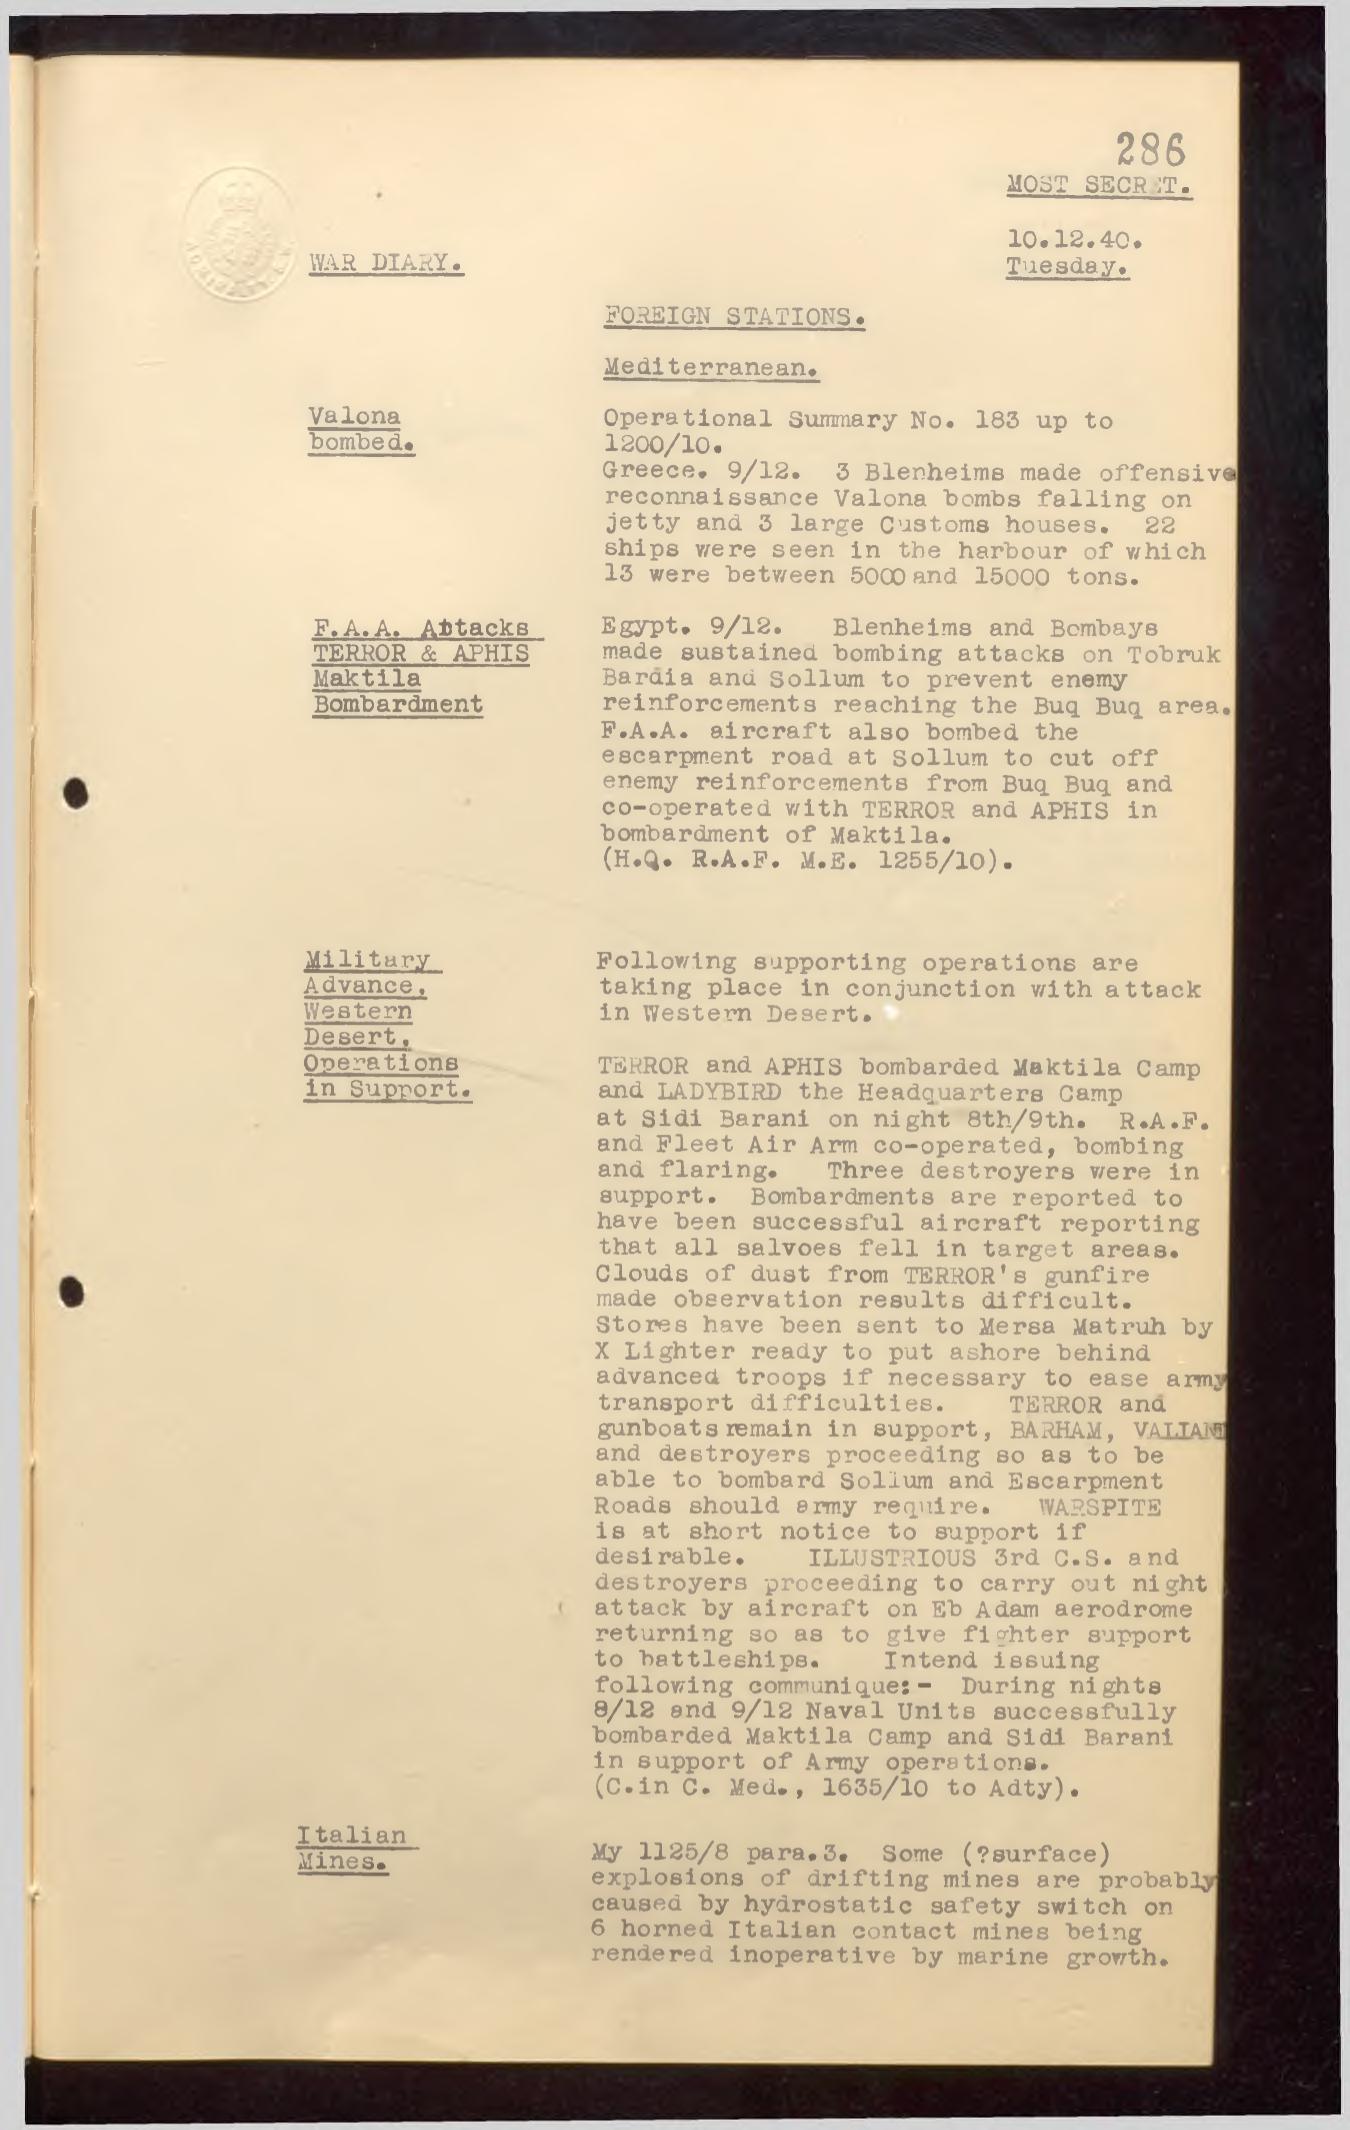 286
MOST SECRET.
10.12.40.
Tuesday.
WAR DIARY.
FOREIGN STATIONS.
Mediterranean.
Valona
bombed.
Operational Summary No. 183 up to
1200/10.
Greece. 9/12. 3 Blenheims made offensive
reconnaissance Valona bombs falling on
jetty and 3 large Customs houses. 22
ships were seen in the harbour of which
13 were between 5000 and 15000 tons.
F.A.A. Attacks
TERROR & APHIS
Maktila
Bombardment
Egypt. 9/12. Blenheims and Bombays
made sustained bombing attacks on Tobruk
Bardia and Sollum to prevent enemy
reinforcements reaching the Buq Buq area.
F.A.A. aircraft also bombed the
escarpment road at Sollum to cut off
enemy reinforcements from Buq Buq and
co-operated with TERROR and APHIS in
bombardment of Maktila.
(H.Q. R.A.F. M.E. 1255/10).
Military
Advance,
Western
Desert,
Operations
in Support.
Following supporting operations are
taking place in conjunction with attack
in Western Desert.
TERROR and APHIS bombarded Maktila Camp
and LADYBIRD the Headquarters Camp
at Sidi Barani on night 8th/9th. R.A.F.
and Fleet Air Arm co-operated, bombing
and flaring. Three destroyers were in
support. Bombardments are reported to
have been successful aircraft reporting
that all salvoes fell in target areas.
Clouds of dust from TERROR's gunfire
made observation results difficult.
Stores have been sent to Mersa Matruh by
X Lighter ready to put ashore behind
advanced troops if necessary to ease army
transport difficulties. TERROR and
gunboats remain in support, BARHAM, VALIANT
and destroyers proceeding so as to be
able to bombard Sollum and Escarpment
Roads should army require. WARSPITE
is at short notice to support if
desirable. ILLUSTRIOUS 3rd C.S. and
destroyers proceeding to carry out night
attack by aircraft on Eb Adam aerodrome
returning so as to give fighter support
to battleships. Intend issuing
following communique:- During nights
8/12 and 9/12 Naval Units successfully
bombarded Maktila Camp and Sidi Barani
in support of Army operations.
(C.in C. Med., 1635/10 to Adty).
Italian
Mines.
My 1125/8 para.3. Some (?surface)
explosions of drifting mines are probably
caused by hydrostatic safety switch on
6 horned Italian contact mines being
rendered inoperative by marine growth.